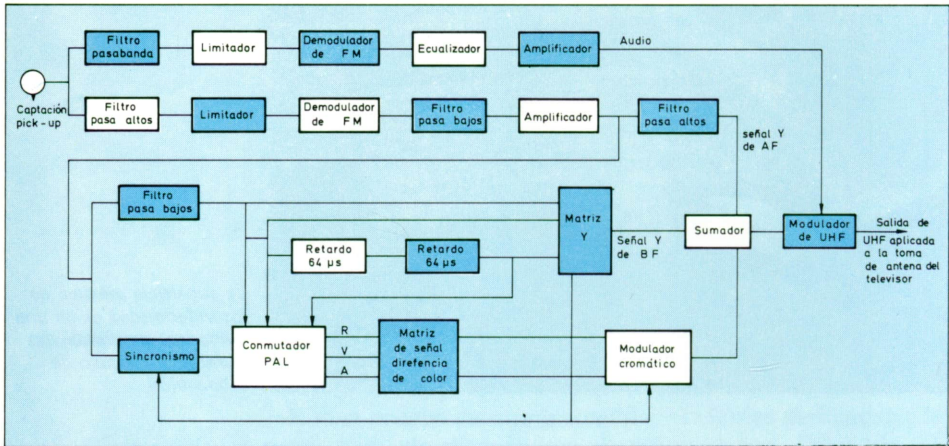 Filtro
pasabanda
Limitador
Demodulador
de FM
Ecualizador
Amplificador
Audio
Captación
pick-up
Filtro
pasa altos
Limitador
Demodulador
de FM
Filtro
pasa bajos
Amplificador
Filtro
pasa altos
señal Y
de AF
Filtro
pasa bajos
Retardo
64 µs
Retardo
64 µs
Matriz
Y
Señal Y
de BF
Sumador
Modulador
de UHF
Salida de
UHF aplicada
a la toma
de antena del
televisor
Sincronismo
Conmutador
PAL
R
V
A
Matriz
de señal
direfencia
de color
Modulador
cromático